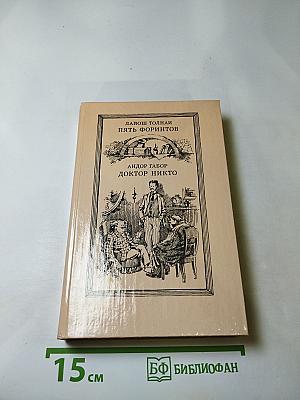 ЛАЙОШ ТОЛНАИ
ПЯТЬ ФОРИНТОВ
АНДОР ГАБОР
ДОКТОР НИКТО
15 СМ
БФ БИБЛИОФАН